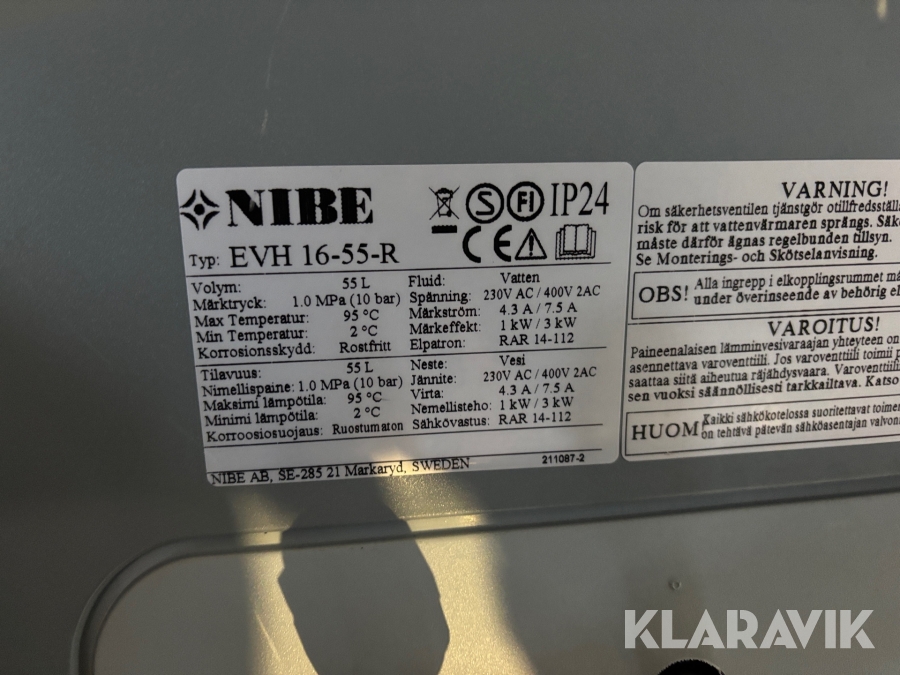 NIBE
S FI IP24
CE
Typ: EVH 16-55-R
Volym: 55 L Fluid: Vatten
Märktryck: 1.0 MPa (10 bar) Spänning: 230V AC / 400V 2AC
Max Temperatur: 95 °C Märkström: 4.3 A / 7.5 A
Min Temperatur: 2 °C Märkeffekt: 1 kW / 3 kW
Korrosionsskydd: Rostfritt Elpatron: RAR 14-112
Tilavuus: 55 L Neste: Vesi
Nimellispaine: 1.0 MPa (10 bar) Jännite: 230V AC / 400V 2AC
Maksimi lämpötila: 95 °C Virta: 4.3 A / 7.5 A
Minimi lämpötila: 2 °C Nemellisteho: 1 kW / 3 kW
Korroosiosuojaus: Ruostumaton Sähkövastus: RAR 14-112
NIBE AB, SE-285 21 Markaryd, SWEDEN 211087-2
VARNING!
Om säkerhetsventilen tjänstgör otillfredsställ
risk för att vattenvärmaren sprängs. Säk
måste därför ägnas regelbunden tillsyn.
Se Monterings- och Skötselanvisning.
OBS! Alla ingrepp i elkopplingsrummet må
under överinseende av behörig el
VAROITUS!
Paineenalaisen lämminvesivaraajan yhteyteen on
asennettava varoventtiili. Jos varoventtiili toimii p
saattaa siitä aiheutua räjähdysvaara. Varoventtiili
sen vuoksi säännöllisesti tarkkailtava. Katso
HUOM Kaikki sähkökotelossa suoritettavat toimen
on tehtävä pätevän sähköasentajan valvon
KLARAVIK